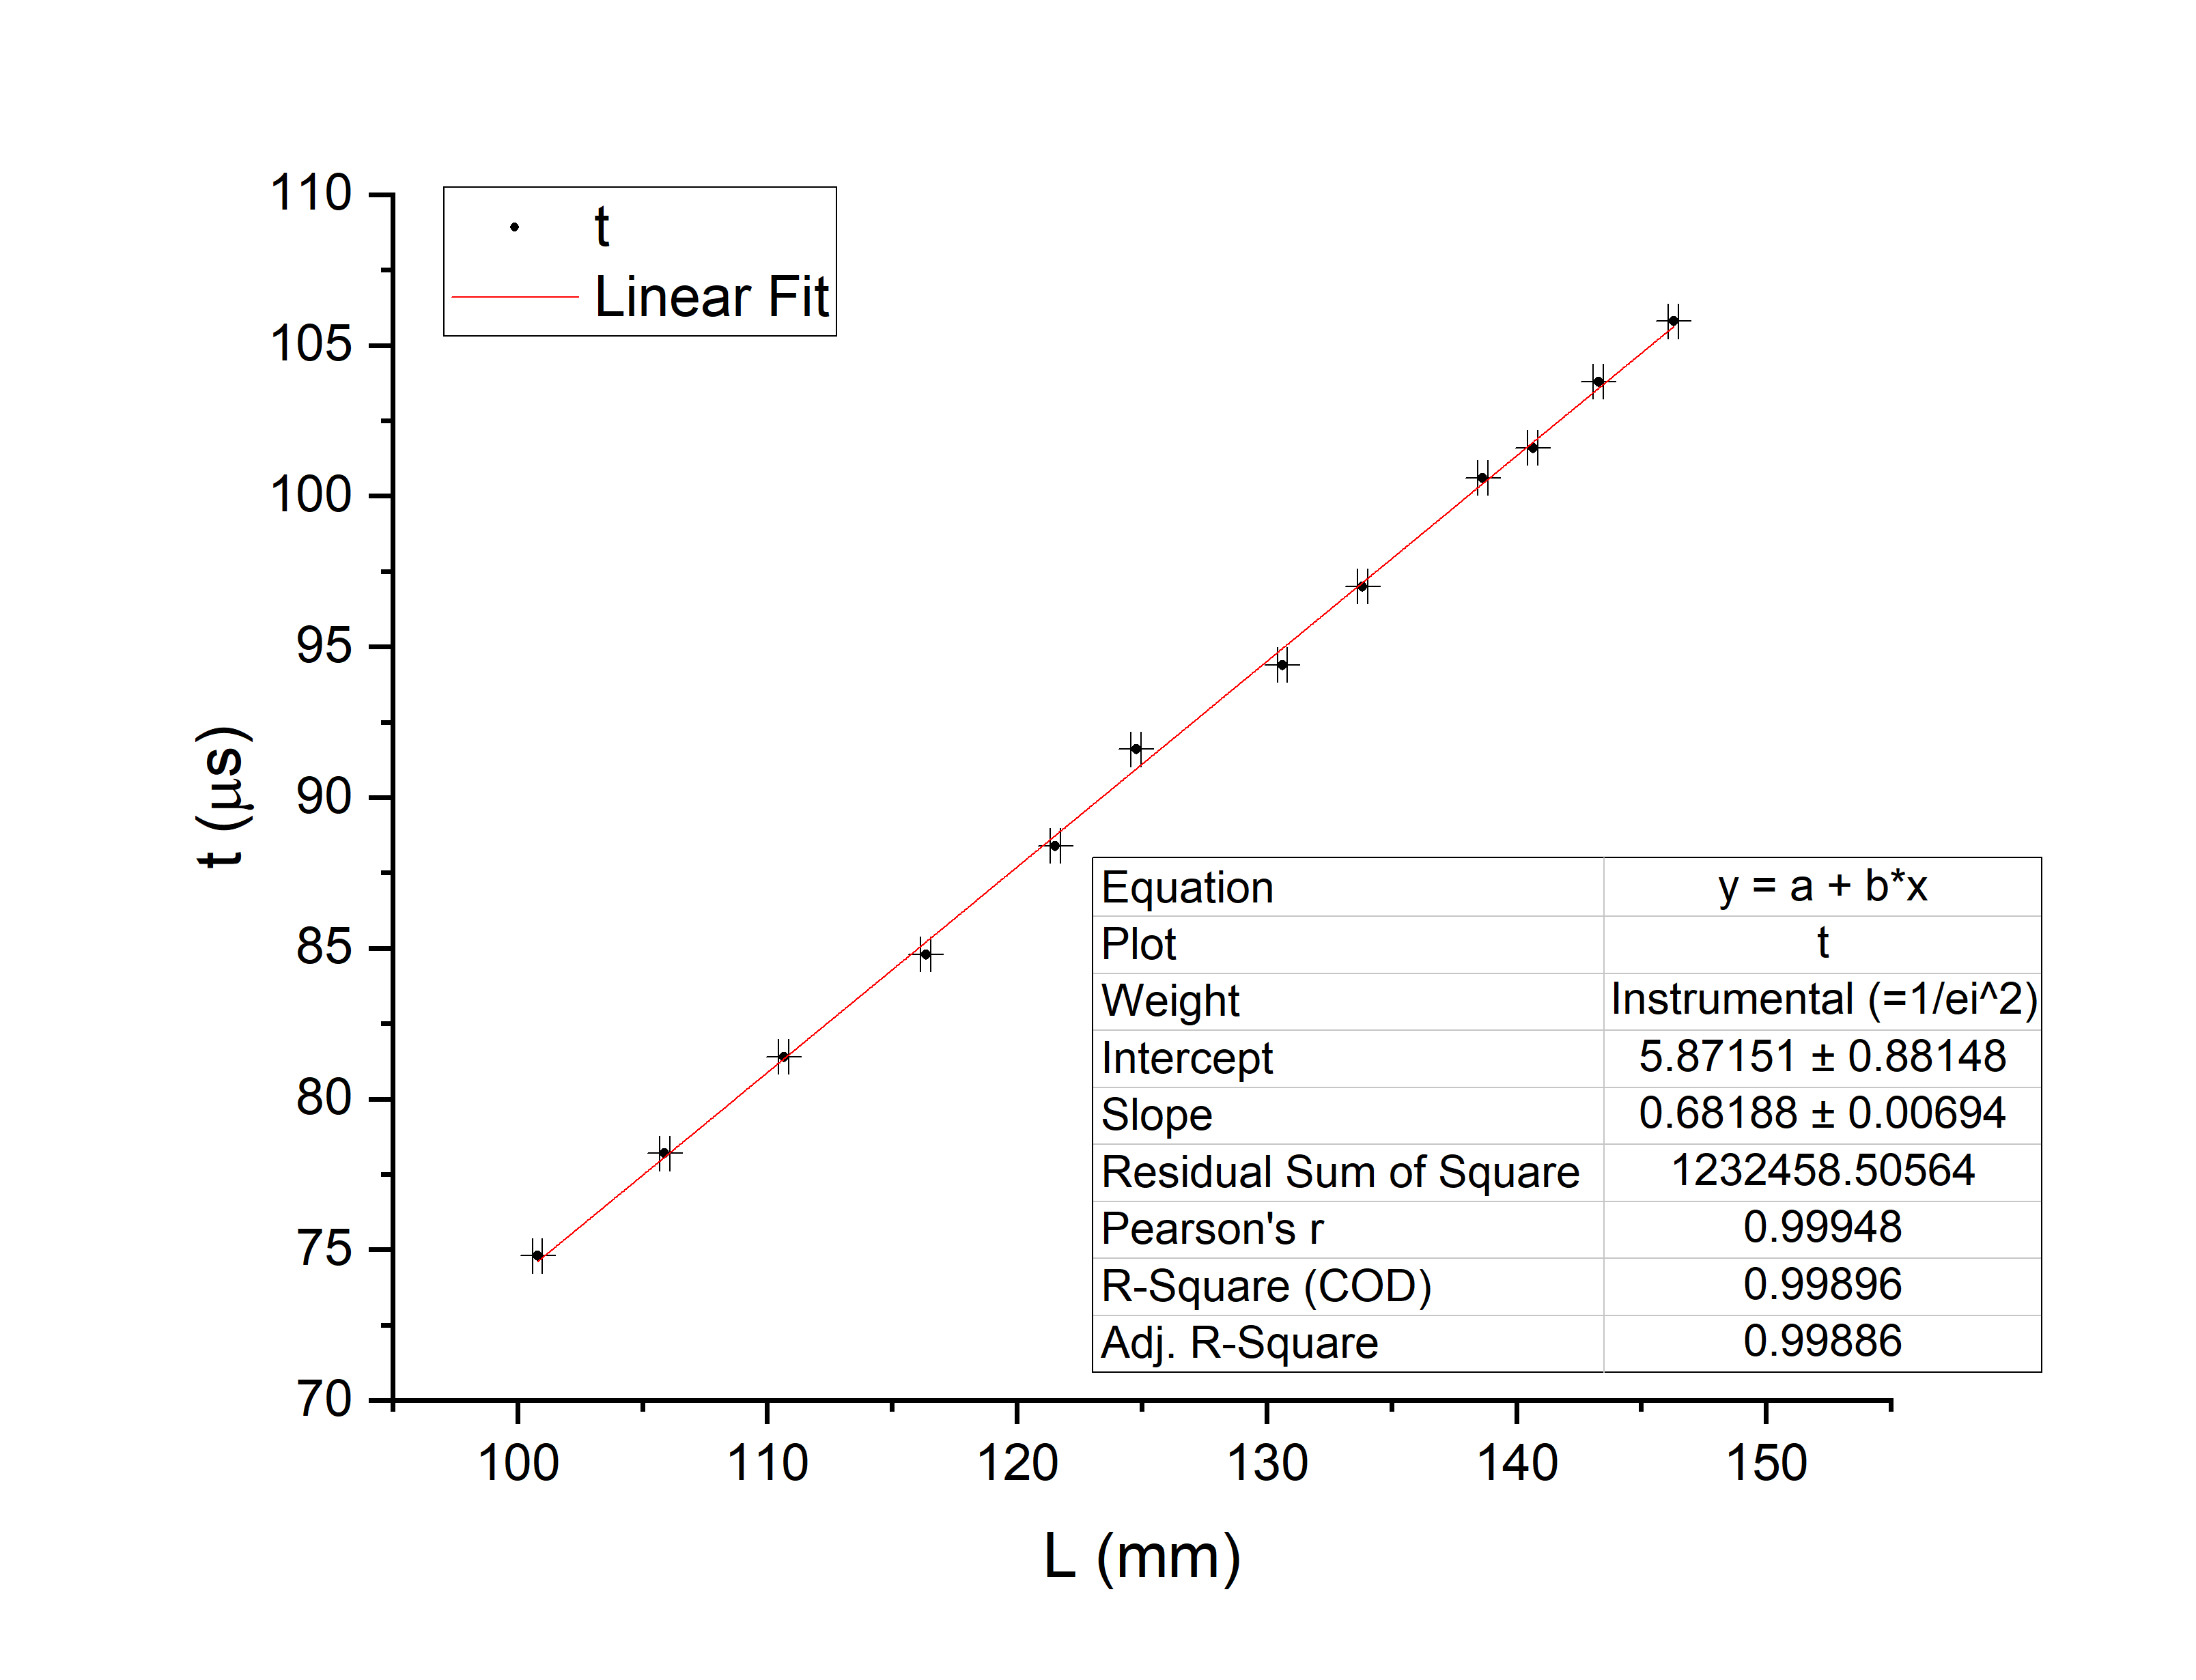 110
105
100
95
90
85
80
75
70
t (μs)
t
Linear Fit
Equation y = a + b*x
Plot t
Weight Instrumental (=1/ei^2)
Intercept 5.87151 ± 0.88148
Slope 0.68188 ± 0.00694
Residual Sum of Square 1232458.50564
Pearson's r 0.99948
R-Square (COD) 0.99896
Adj. R-Square 0.99886
100 110 120 130 140 150
L (mm)